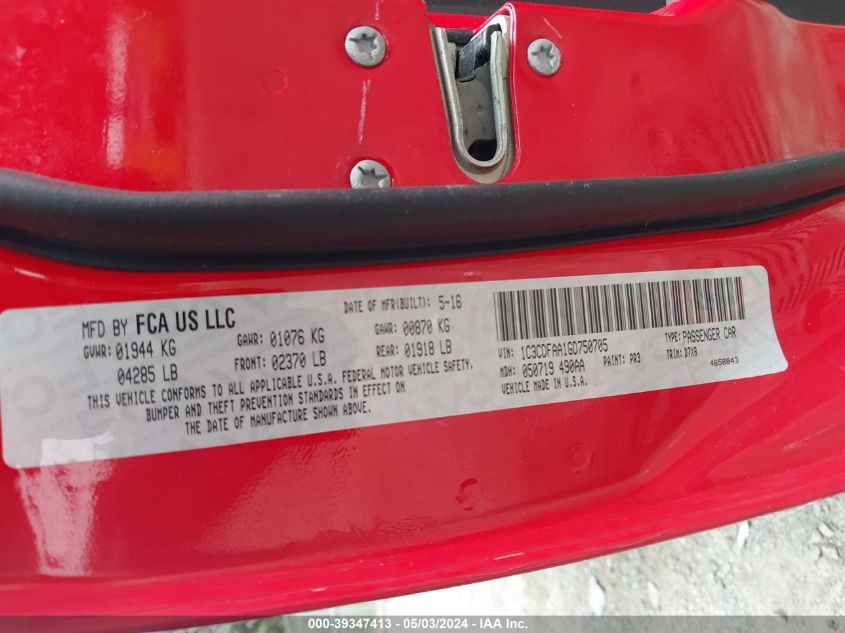 MFD BY FCA US LLC
DATE OF MFR(BUILT): 5-16
GVWR: 01944 KG
GAWR: 01076 KG
GAWR: 00870 KG
04285 LB
FRONT: 02370 LB
REAR: 01918 LB
THIS VEHICLE CONFORMS TO ALL APPLICABLE U.S.A. FEDERAL MOTOR VEHICLE SAFETY,
BUMPER AND THEFT PREVENTION STANDARDS IN EFFECT ON
THE DATE OF MANUFACTURE SHOWN ABOVE.
VIN: 1C3CDFAA1GD750705
TYPE: PASSENGER CAR
MDH: 050719 490AA
PAINT: PR3
TRIM: D7X8
VEHICLE MADE IN U.S.A.
4658843
000-39347413 - 05/03/2024 - IAA Inc.